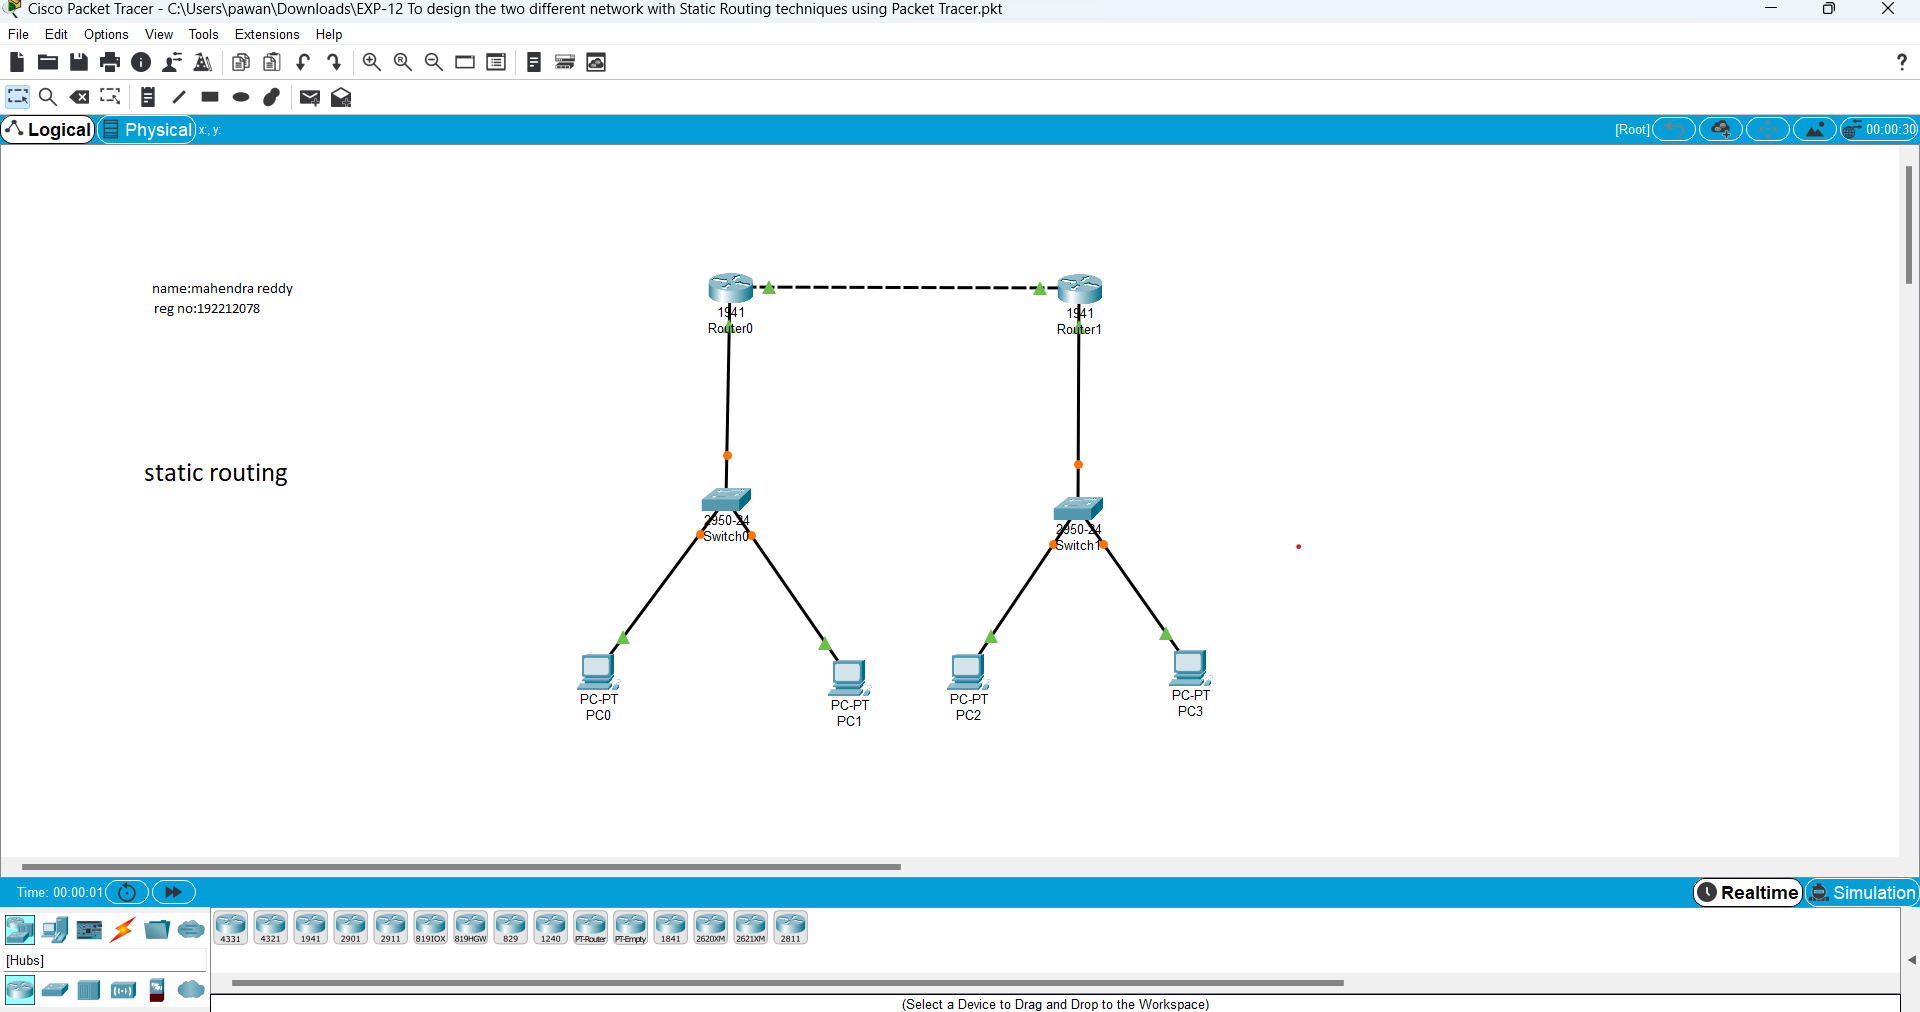 Cisco Packet Tracer - C:\Users\pawan\Downloads\EXP-12 To design the two different network with Static Routing techniques using Packet Tracer.pkt
File Edit Options View Tools Extensions Help
?
Logical Physical x:, y: [Root] 00:00:30
name:mahendra reddy
reg no:192212078
static routing
1941
Router0
1941
Router1
2950-24
Switch0
2950-24
Switch1
PC-PT
PC0
PC-PT
PC1
PC-PT
PC2
PC-PT
PC3
Time: 00:00:01 Realtime Simulation
4331 4321 1941 2901 2911 819IOX 819HGW 829 1240 PT-Router PT-Empty 1841 2620XM 2621XM 2811
[Hubs]
(Select a Device to Drag and Drop to the Workspace)